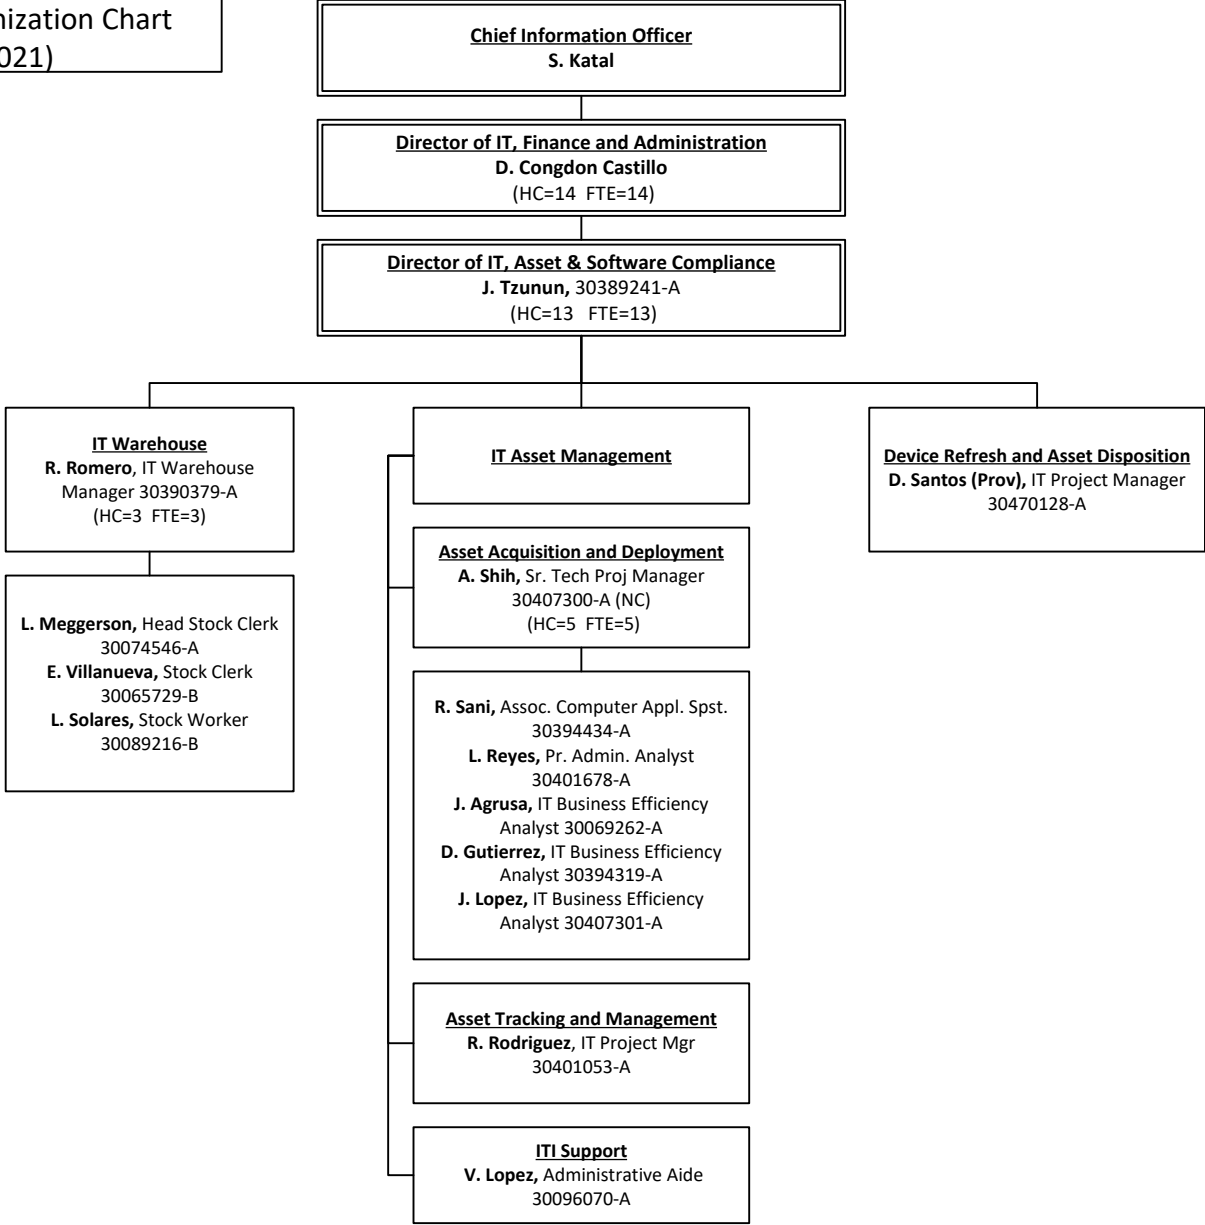 Chart
Chief Information Officer
S. Katal
Director of IT, Finance and Administration
D. Congdon Castillo
(HC=14 FTE=14)
Director of IT, Asset & Software Compliance
J. Tzunun, 30389241-A
(HC=13 FTE=13)
IT Warehouse
R. Romero, IT Warehouse
Manager 30390379-A
(HC=3 FTE=3)
L. Meggerson, Head Stock Clerk
30074546-A
E. Villanueva, Stock Clerk
30065729-B
L. Solares, Stock Worker
30089216-B
IT Asset Management
Asset Acquisition and Deployment
A. Shih, Sr. Tech Proj Manager
30407300-A (NC)
(HC=5 FTE=5)
R. Sani, Assoc. Computer Appl. Spst.
30394434-A
L. Reyes, Pr. Admin. Analyst
30401678-A
J. Agrusa, IT Business Efficiency
Analyst 30069262-A
D. Gutierrez, IT Business Efficiency
Analyst 30394319-A
J. Lopez, IT Business Efficiency
Analyst 30407301-A
Asset Tracking and Management
R. Rodriguez, IT Project Mgr
30401053-A
ITI Support
V. Lopez, Administrative Aide
30096070-A
Device Refresh and Asset Disposition
D. Santos (Prov), IT Project Manager
30470128-A